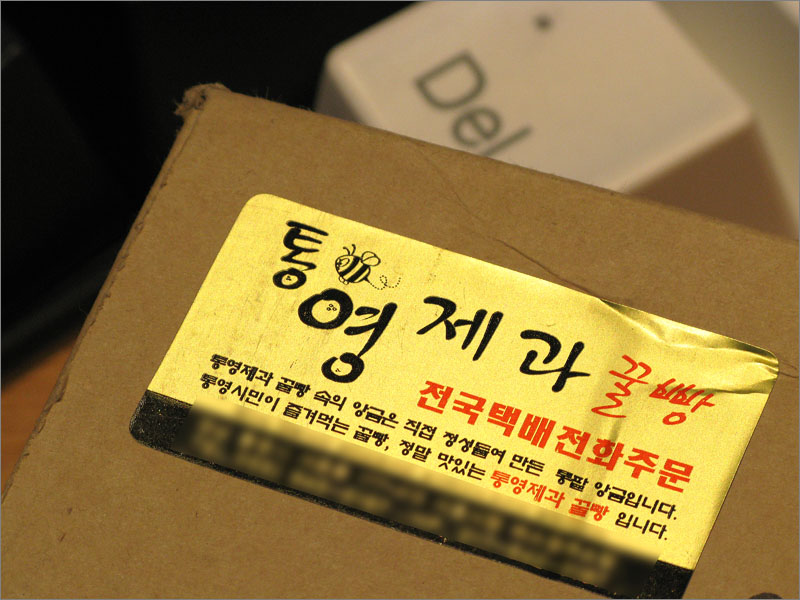 Del
통영제과 꿀빵
전국택배전화주문
통영제과 꿀빵 속의 앙금은 직접 정성들여 만든 통팥 앙금입니다.
통영시민이 즐겨먹는 꿀빵, 정말 맛있는 통영제과 꿀빵 입니다.